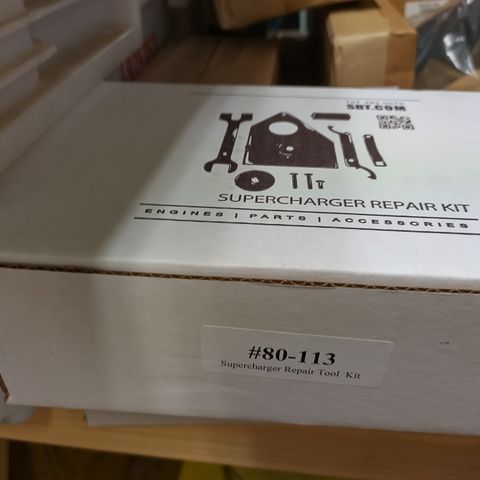 SBT.COM
SUPERCHARGER REPAIR KIT
ENGINES | PARTS | ACCESSORIES
#80-113
Supercharger Repair Tool Kit